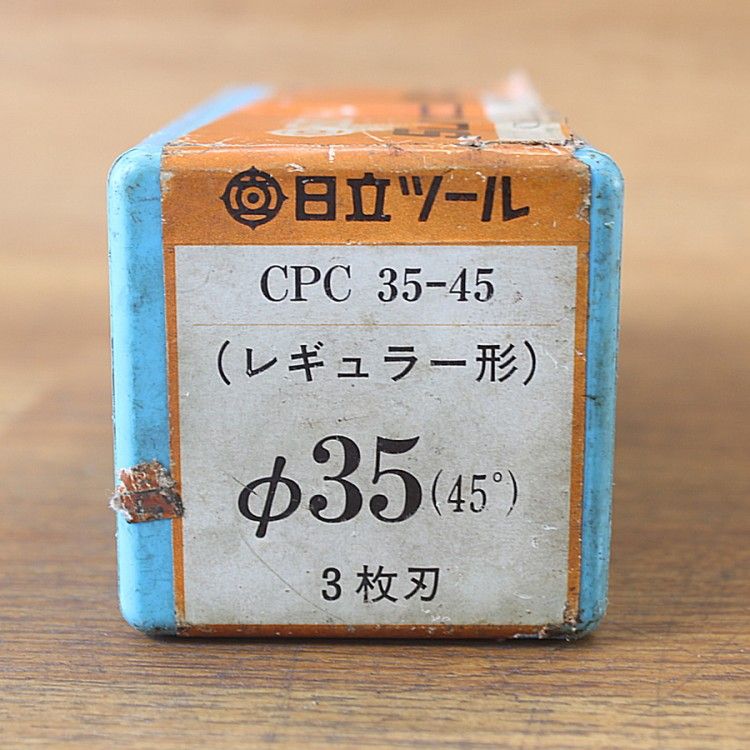 日立ツール
CPC 35-45
(レギュラー形)
φ35(45°)
3枚刃